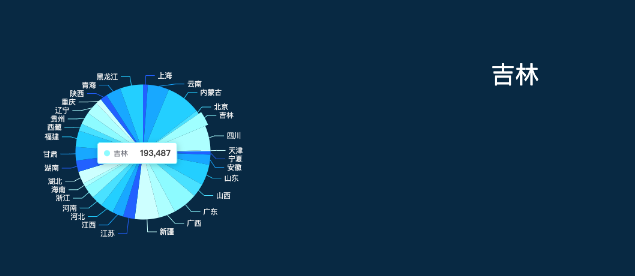 上海
云南
内蒙古
北京
吉林
四川
天津
宁夏
安徽
山东
山西
广东
广西
新疆
江苏
江西
河北
河南
浙江
海南
湖北
湖南
甘肃
福建
西藏
贵州
辽宁
重庆
陕西
青海
黑龙江
吉林 193,487
吉林